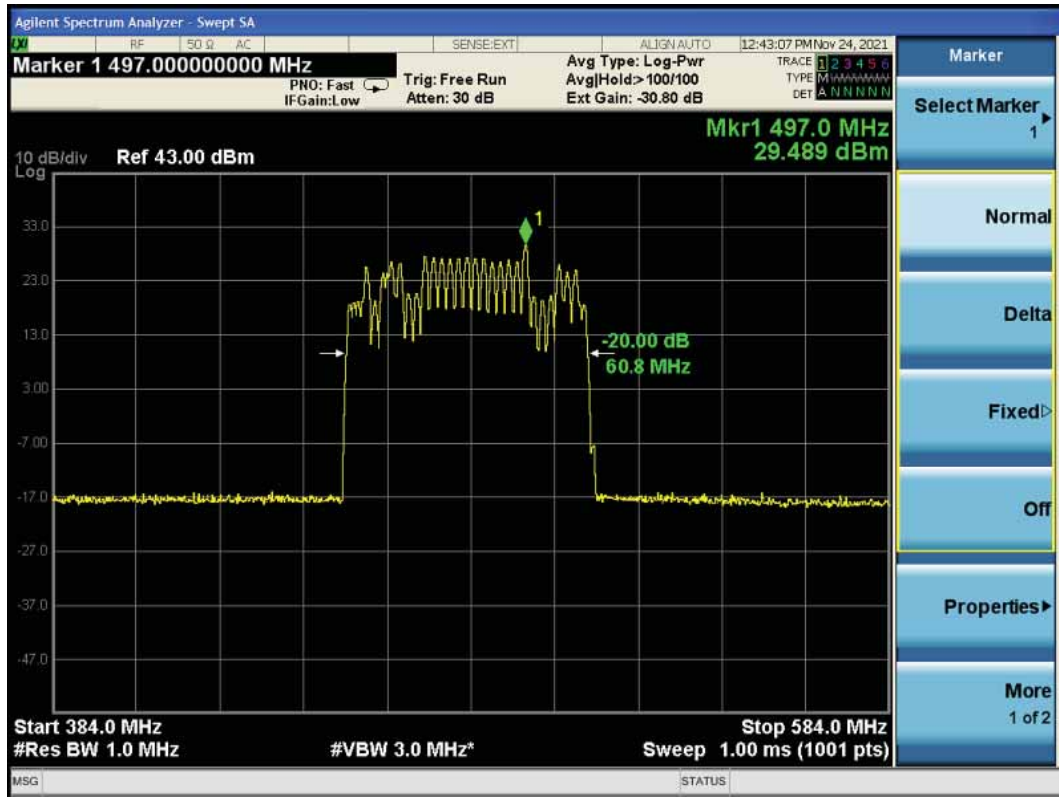 Agilent Spectrum Analyzer - Swept SA
LXI RF 50 Ω AC SENSE:EXT ALIGN AUTO 12:43:07 PM Nov 24, 2021
Marker 1 497.000000000 MHz
PNO: Fast
IFGain:Low
Trig: Free Run
Atten: 30 dB
Avg Type: Log-Pwr
Avg|Hold:> 100/100
Ext Gain: -30.80 dB
TRACE 1 2 3 4 5 6
TYPE M
DET A N N N N N
Mkr1 497.0 MHz
29.489 dBm
10 dB/div Ref 43.00 dBm
Log
1
33.0
23.0
13.0
3.00
-7.00
-17.0
-27.0
-37.0
-47.0
-20.00 dB
60.8 MHz
Start 384.0 MHz Stop 584.0 MHz
#Res BW 1.0 MHz #VBW 3.0 MHz* Sweep 1.00 ms (1001 pts)
MSG STATUS
Marker
Select Marker
1
Normal
Delta
Fixed
Off
Properties
More
1 of 2